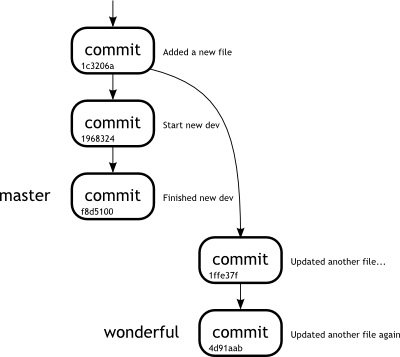 commit
1c3206a
Added a new file
commit
1968324
Start new dev
commit
f8d5100
Finished new dev
master
commit
1ffe37f
Updated another file...
commit
4d91aab
Updated another file again
wonderful